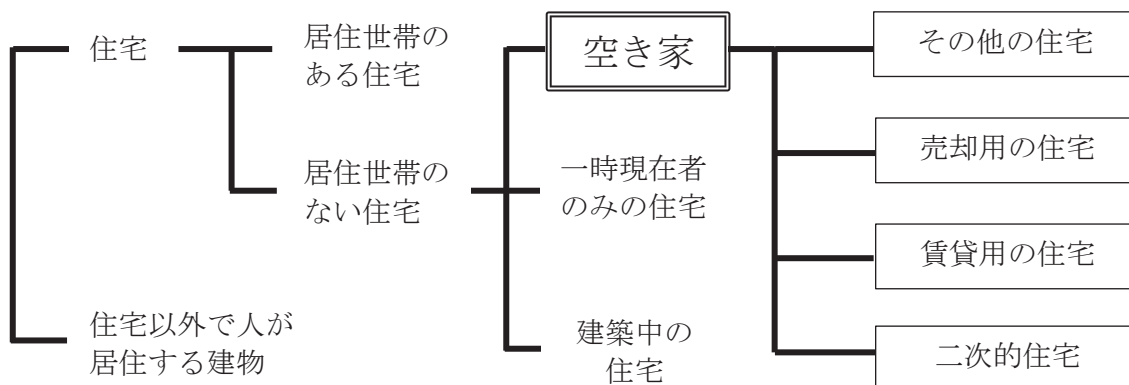 住宅
住宅以外で人が
居住する建物
居住世帯の
ある住宅
居住世帯の
ない住宅
空き家
一時現在者
のみの住宅
建築中の
住宅
その他の住宅
売却用の住宅
賃貸用の住宅
二次的住宅